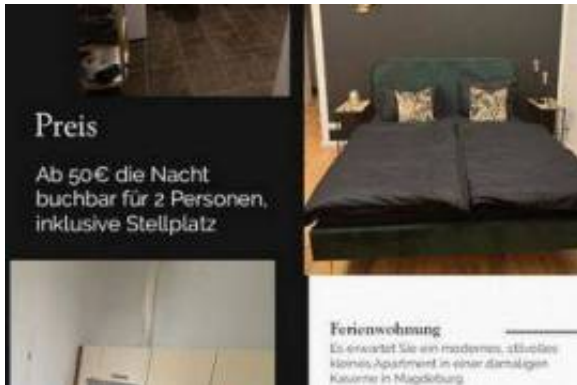 Preis
Ab 50€ die Nacht
buchbar für 2 Personen,
inklusive Stellplatz
Ferienwohnung
Es erwartet Sie ein modernes, stilvolles
kleines Apartment in einer damaligen
Kaserne in Magdeburg